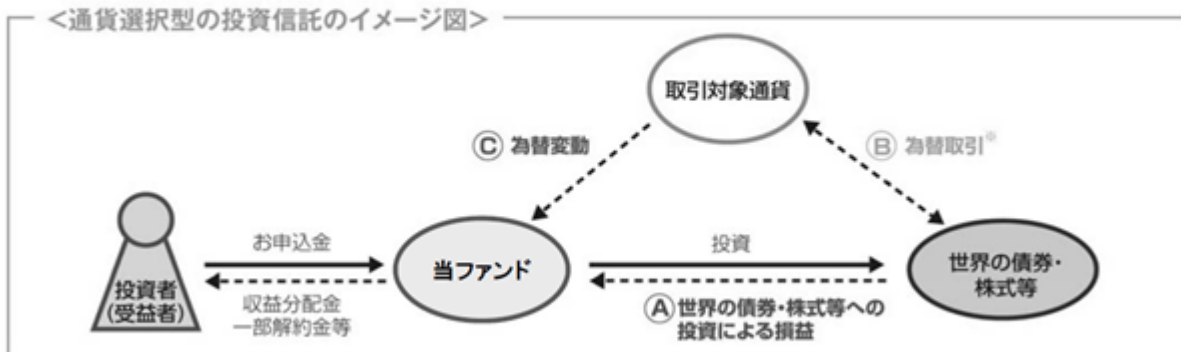 ＜通貨選択型の投資信託のイメージ図＞
取引対象通貨
Ⓒ 為替変動
Ⓑ 為替取引※
お申込金
投資
投資者
(受益者)
当ファンド
世界の債券・
株式等
収益分配金
一部解約金等
Ⓐ 世界の債券・株式等への
投資による損益